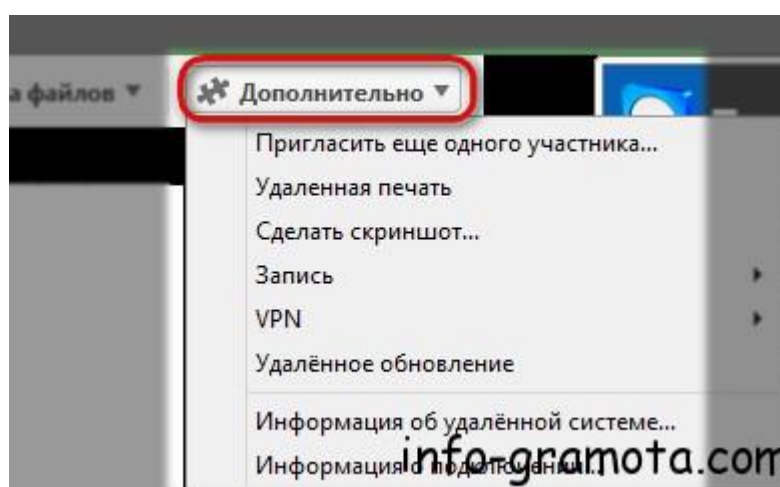 а файлов
Дополнительно
Пригласить еще одного участника...
Удаленная печать
Сделать скриншот...
Запись
VPN
Удалённое обновление
Информация об удалённой системе...
Информация о подключении...
info-gramota.com